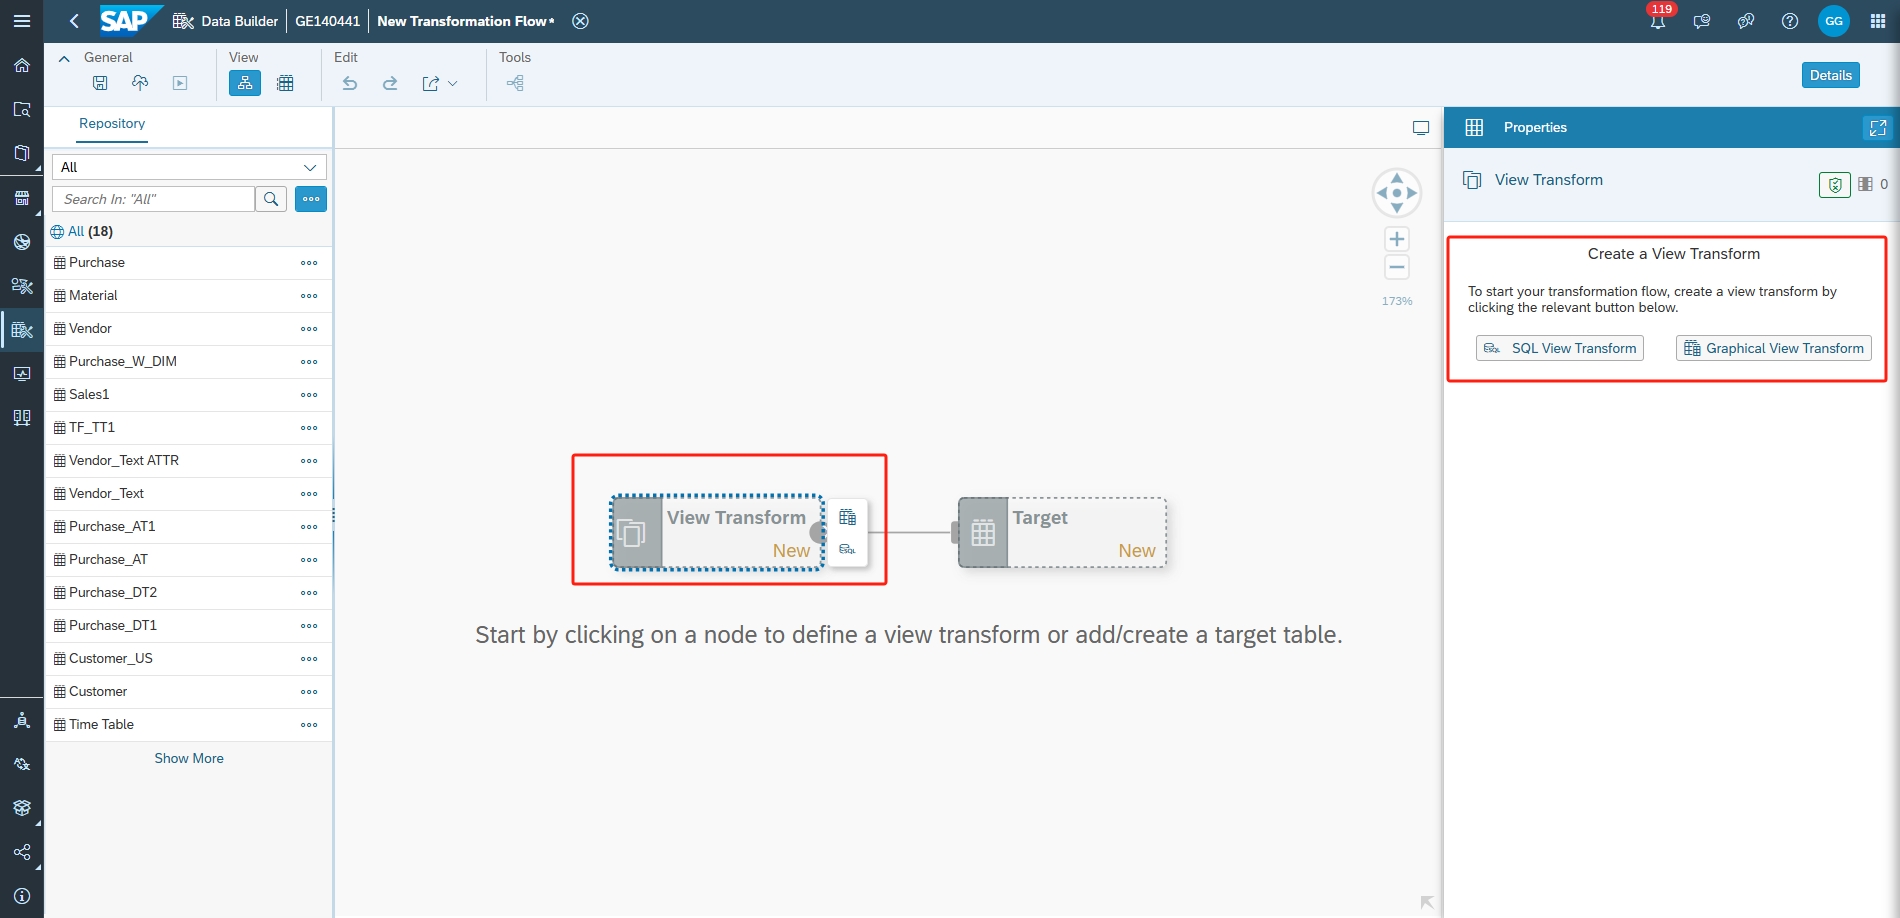 SAP
Data Builder
GE140441
New Transformation Flow*
119
GG
General
View
Edit
Tools
Details
Repository
All
Search In: "All"
All (18)
Purchase
Material
Vendor
Purchase_W_DIM
Sales1
TF_TT1
Vendor_Text ATTR
Vendor_Text
Purchase_AT1
Purchase_AT
Purchase_DT2
Purchase_DT1
Customer_US
Customer
Time Table
Show More
173%
View Transform
New
SQL
Target
New
Start by clicking on a node to define a view transform or add/create a target table.
Properties
View Transform
0
Create a View Transform
To start your transformation flow, create a view transform by
clicking the relevant button below.
SQL View Transform
Graphical View Transform